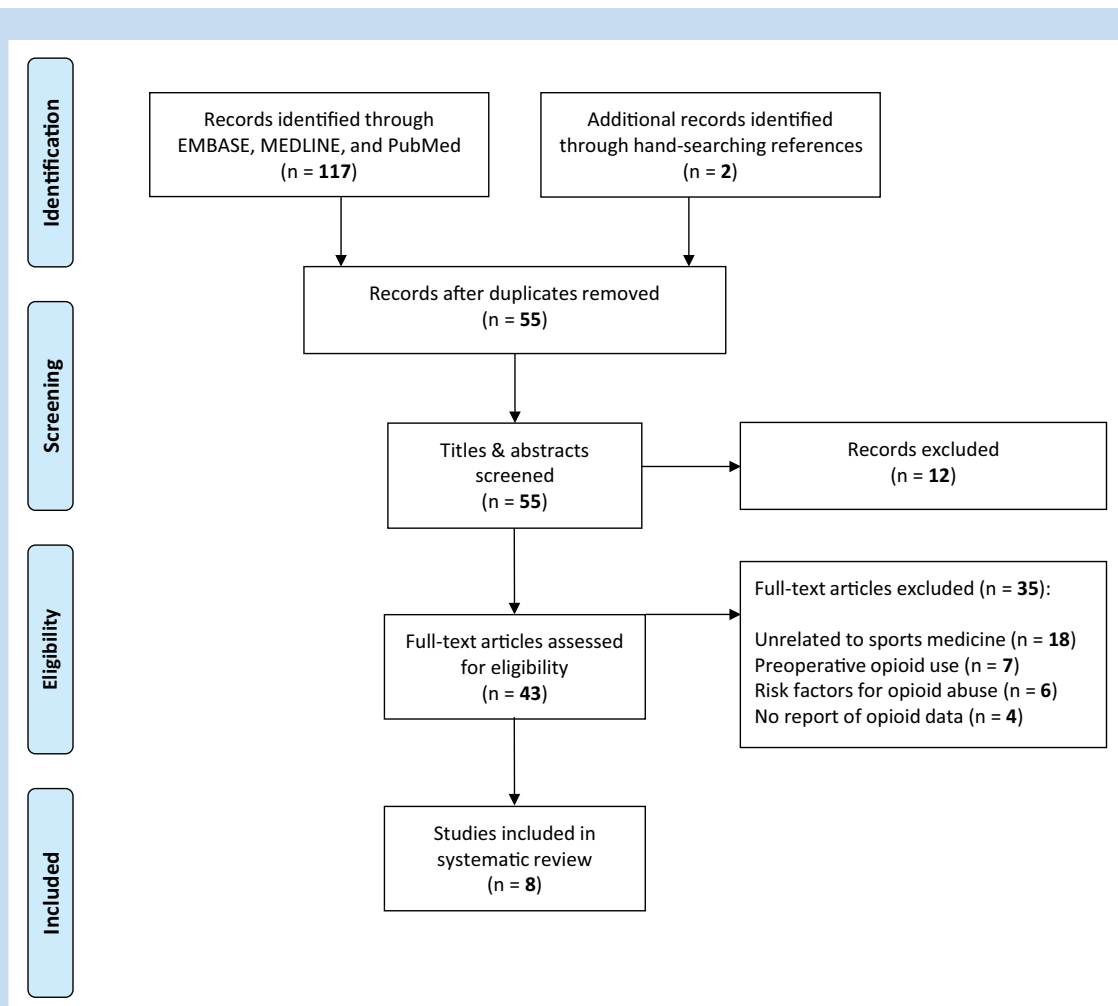 Identification
Records identified through
EMBASE, MEDLINE, and PubMed
(n = 117)
Additional records identified
through hand-searching references
(n = 2)
Records after duplicates removed
(n = 55)
Screening
Titles & abstracts
screened
(n = 55)
Records excluded
(n = 12)
Eligibility
Full-text articles assessed
for eligibility
(n = 43)
Full-text articles excluded (n = 35):
Unrelated to sports medicine (n = 18)
Preoperative opioid use (n = 7)
Risk factors for opioid abuse (n = 6)
No report of opioid data (n = 4)
Included
Studies included in
systematic review
(n = 8)